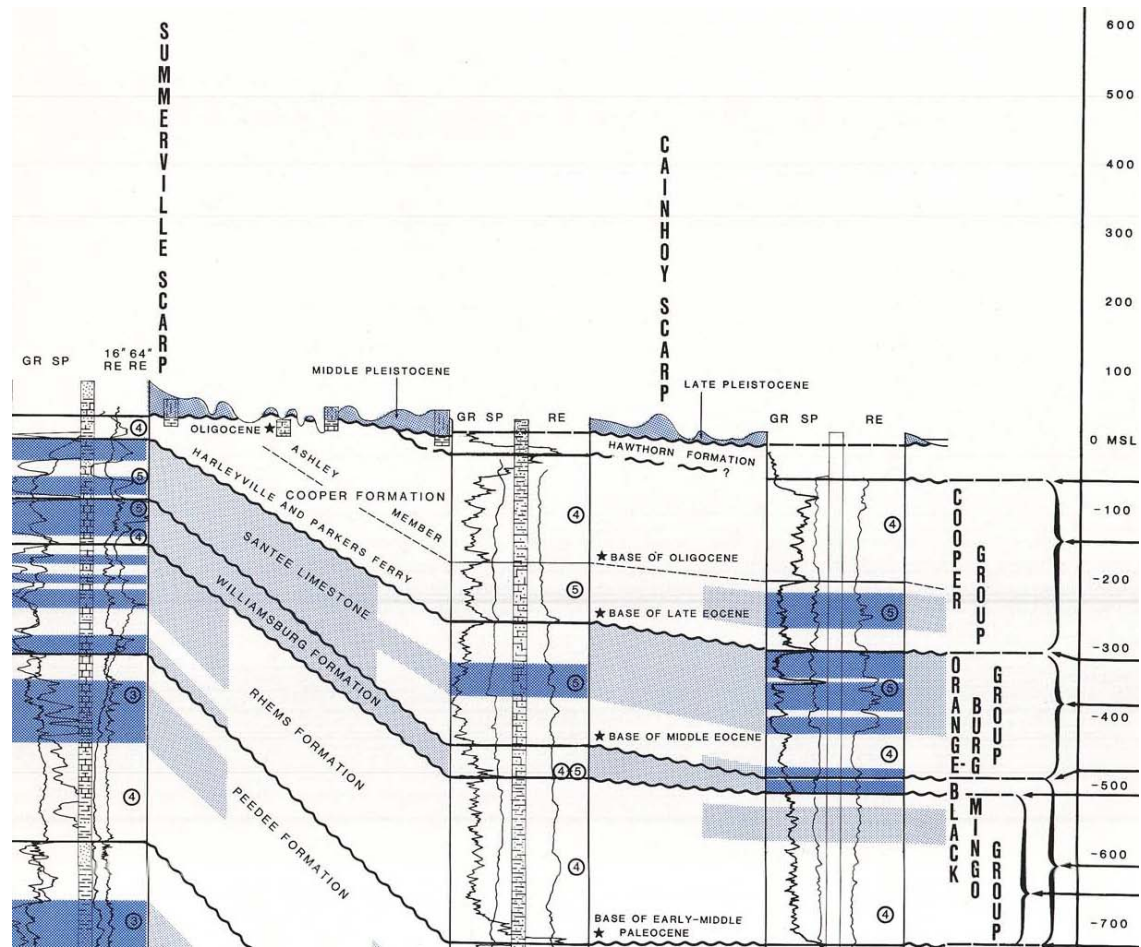 SUMMERVILLE SCARP
CAINHOY SCARP
600
500
400
300
200
100
0 MSL
-100
-200
-300
-400
-500
-600
-700
GR SP
16" 64"
RE RE
MIDDLE PLEISTOCENE
LATE PLEISTOCENE
GR SP
RE
GR SP
RE
OLIGOCENE
HAWTHORN FORMATION
?
ASHLEY
MEMBER
COOPER FORMATION
HARLEYVILLE AND PARKERS FERRY
SANTEE LIMESTONE
WILLIAMSBURG FORMATION
RHEMS FORMATION
PEEDEE FORMATION
BASE OF OLIGOCENE
BASE OF LATE EOCENE
BASE OF MIDDLE EOCENE
BASE OF EARLY-MIDDLE
PALEOCENE
4
5
5
4
3
4
3
4
5
5
4 5
4
4
5
5
4
4
COOPER
GROUP
ORANGE-
BURG
GROUP
BLACK
MINGO
GROUP